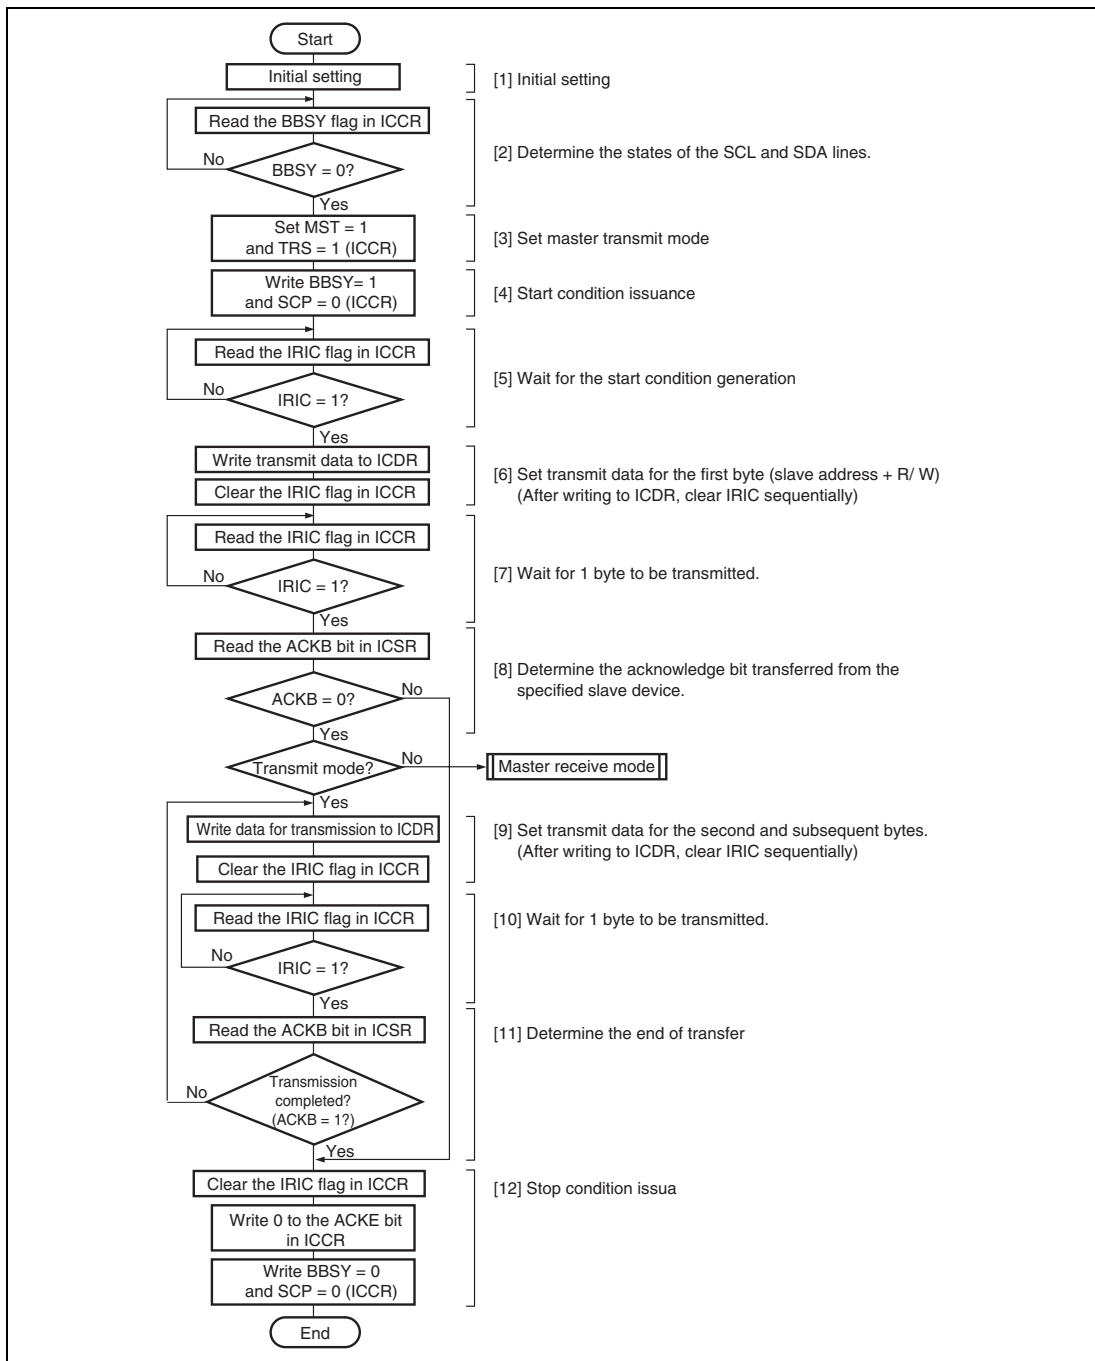 Start
Initial setting
[1] Initial setting
Read the BBSY flag in ICCR
No
BBSY = 0?
[2] Determine the states of the SCL and SDA lines.
Yes
Set MST = 1
and TRS = 1 (ICCR)
[3] Set master transmit mode
Write BBSY= 1
and SCP = 0 (ICCR)
[4] Start condition issuance
Read the IRIC flag in ICCR
No
IRIC = 1?
[5] Wait for the start condition generation
Yes
Write transmit data to ICDR
Clear the IRIC flag in ICCR
[6] Set transmit data for the first byte (slave address + R/ W)
(After writing to ICDR, clear IRIC sequentially)
Read the IRIC flag in ICCR
No
IRIC = 1?
[7] Wait for 1 byte to be transmitted.
Yes
Read the ACKB bit in ICSR
[8] Determine the acknowledge bit transferred from the
specified slave device.
ACKB = 0?
No
Yes
Transmit mode?
No
Master receive mode
Yes
Write data for transmission to ICDR
Clear the IRIC flag in ICCR
[9] Set transmit data for the second and subsequent bytes.
(After writing to ICDR, clear IRIC sequentially)
Read the IRIC flag in ICCR
[10] Wait for 1 byte to be transmitted.
No
IRIC = 1?
Yes
Read the ACKB bit in ICSR
[11] Determine the end of transfer
No
Transmission
completed?
(ACKB = 1?)
Yes
Clear the IRIC flag in ICCR
[12] Stop condition issua
Write 0 to the ACKE bit
in ICCR
Write BBSY = 0
and SCP = 0 (ICCR)
End